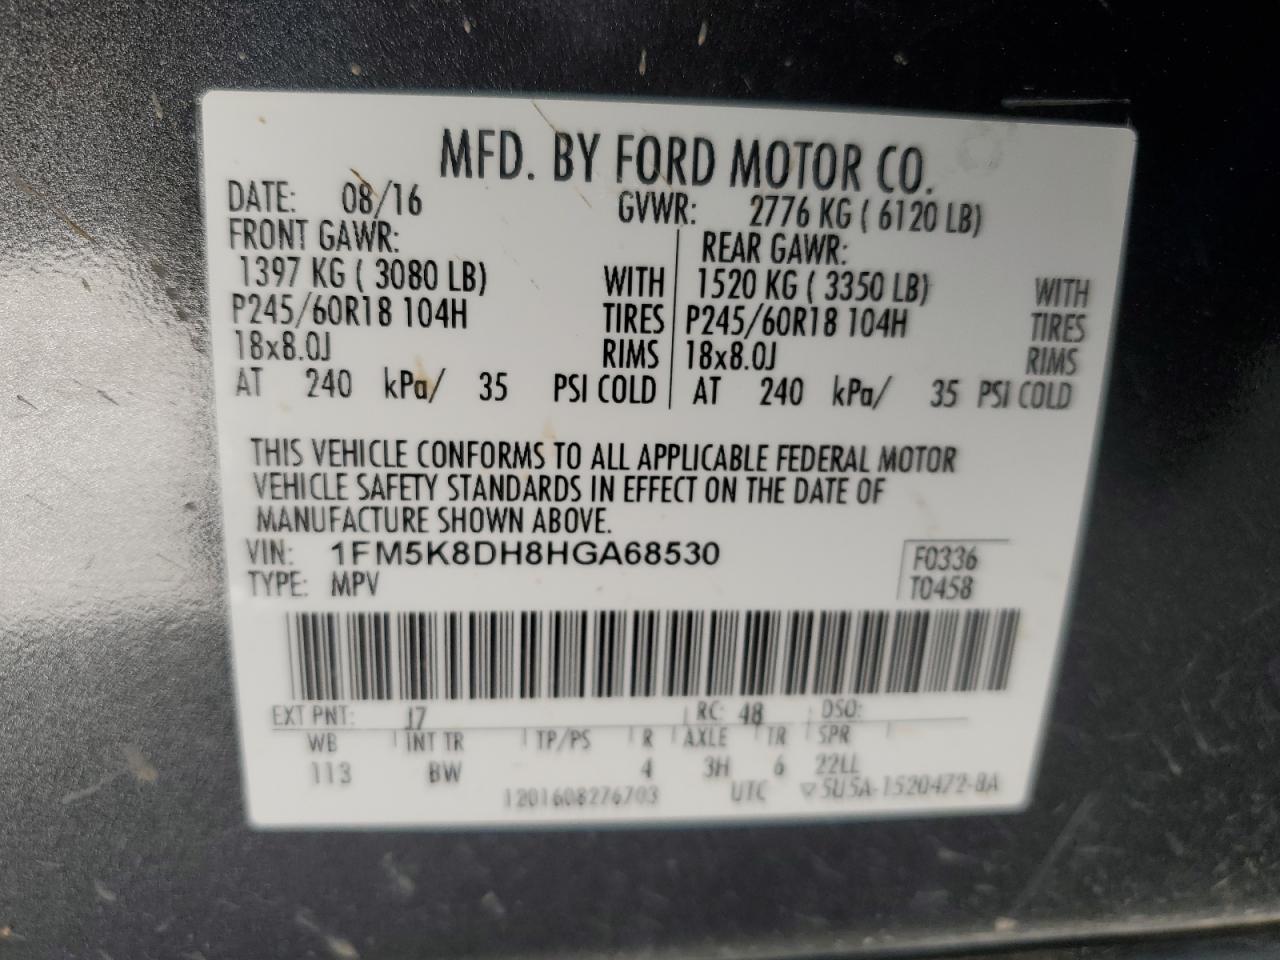 MFD. BY FORD MOTOR CO.
DATE: 08/16 GVWR: 2776 KG ( 6120 LB)
FRONT GAWR: REAR GAWR:
1397 KG ( 3080 LB) WITH 1520 KG ( 3350 LB) WITH
P245/60R18 104H TIRES P245/60R18 104H TIRES
18x8.0J RIMS 18x8.0J RIMS
AT 240 kPa/ 35 PSI COLD AT 240 kPa/ 35 PSI COLD
THIS VEHICLE CONFORMS TO ALL APPLICABLE FEDERAL MOTOR
VEHICLE SAFETY STANDARDS IN EFFECT ON THE DATE OF
MANUFACTURE SHOWN ABOVE.
VIN: 1FM5K8DH8HGA68530 F0336
TYPE: MPV T0458
EXT PNT: J7 RC: 48 DSO:
WB INT TR TP/PS R AXLE TR SPR
113 BW 4 3H 6 22LL
1201608276703 UTC ▽5U5A-1520472-BA